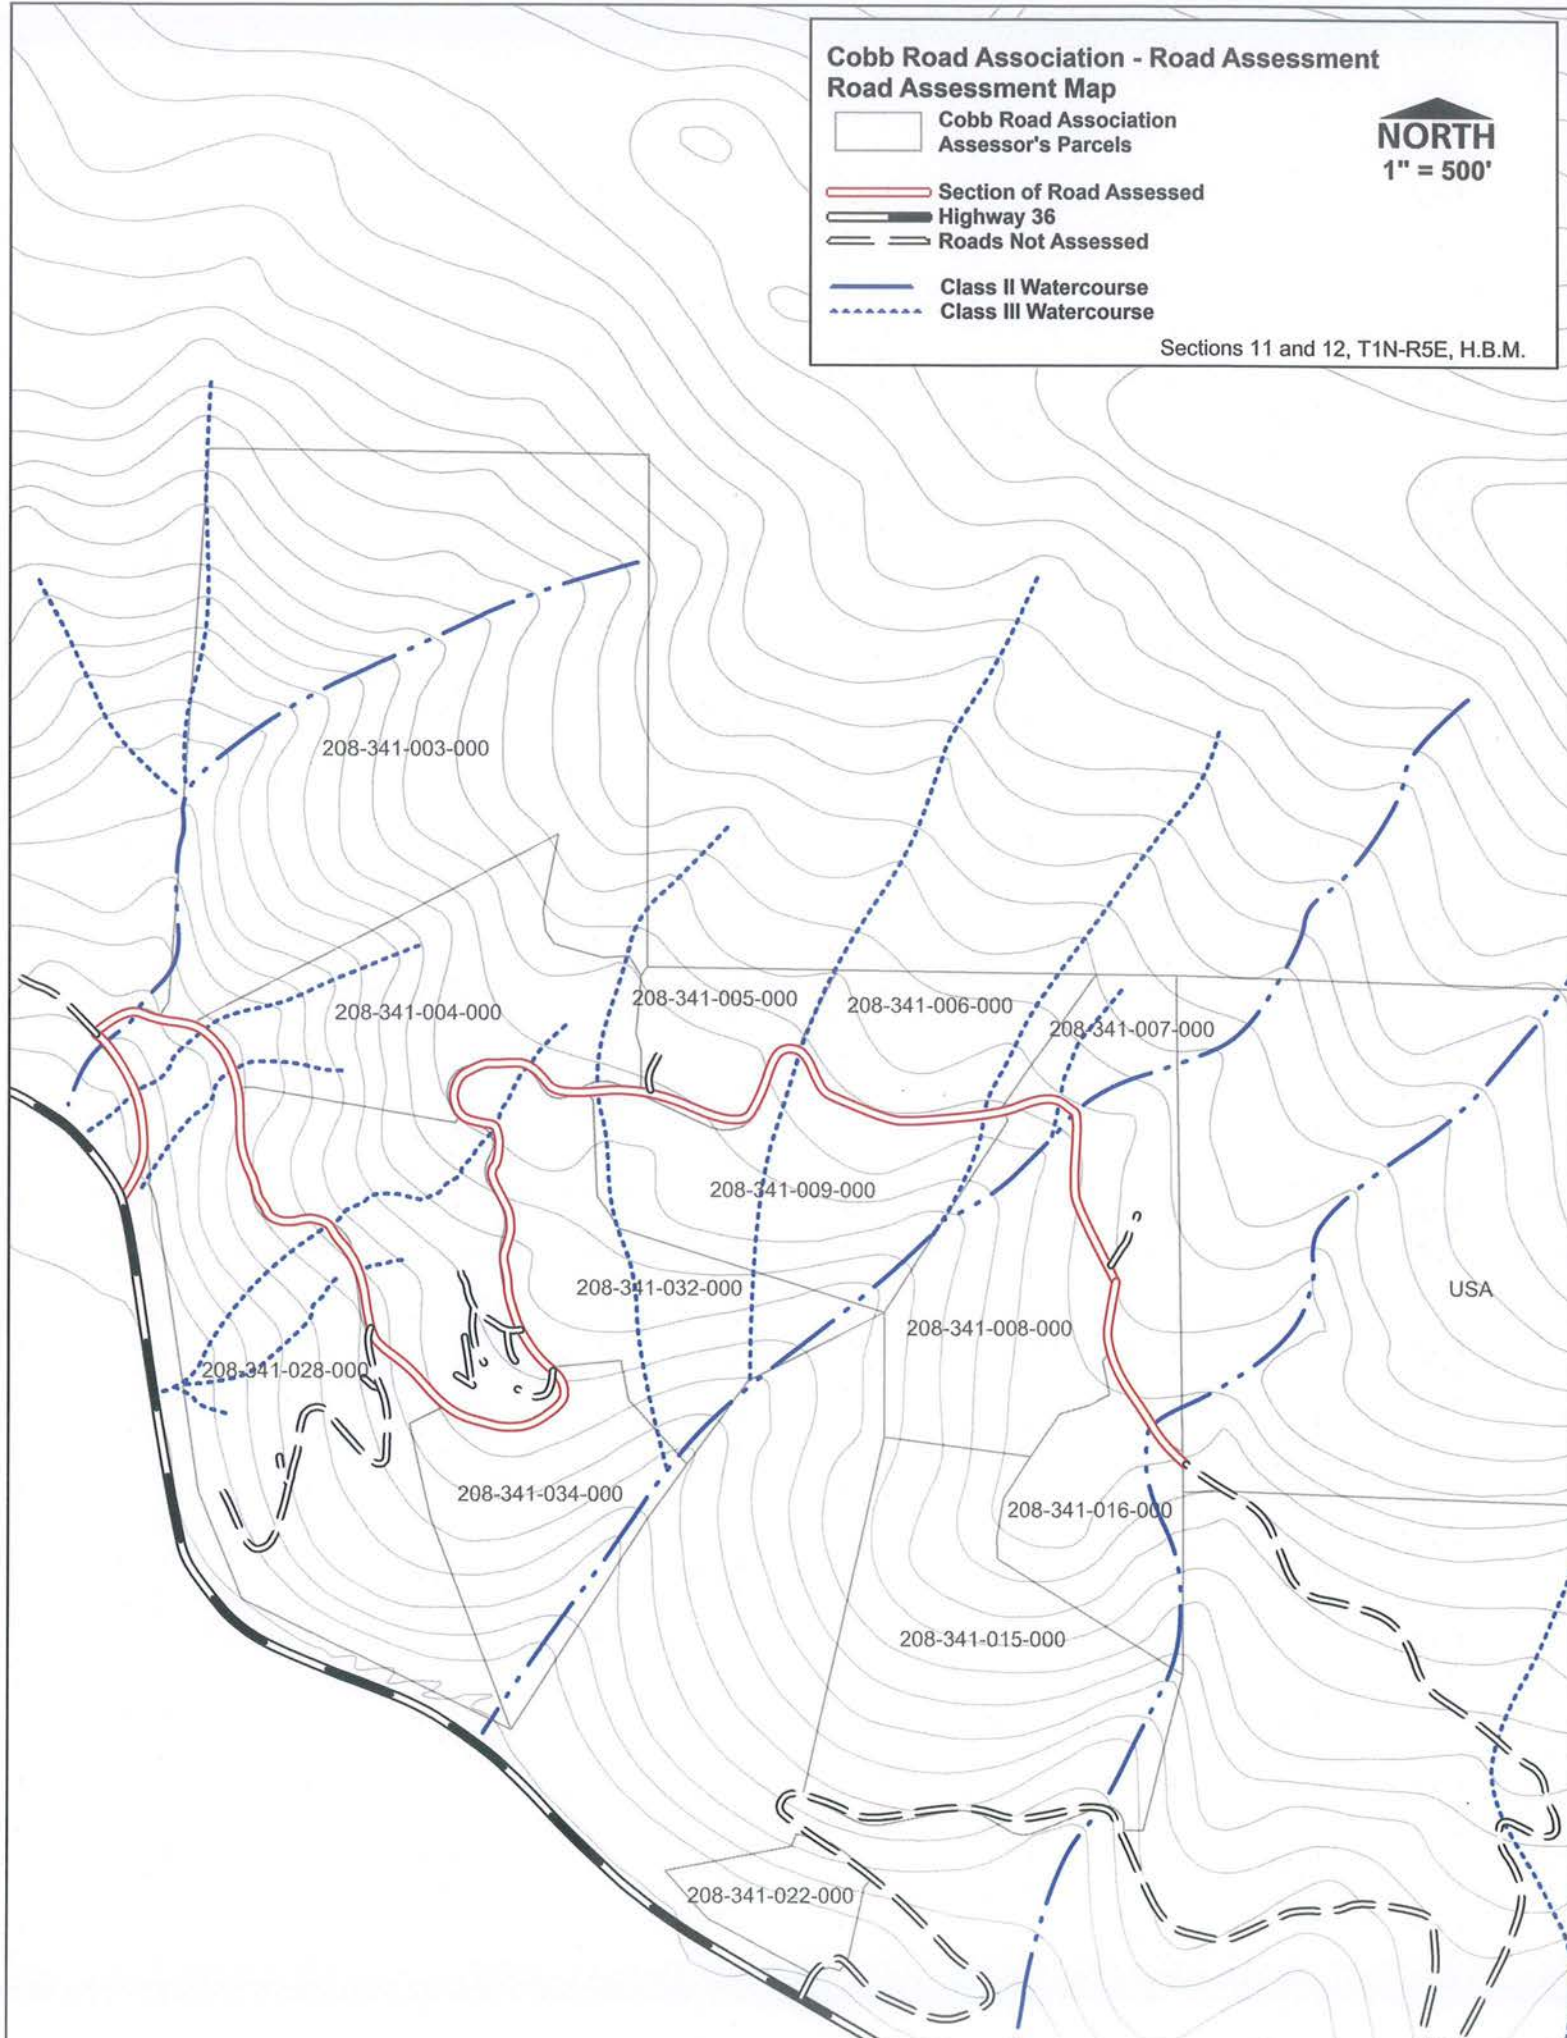 Cobb Road Association - Road Assessment
Road Assessment Map
Cobb Road Association
Assessor's Parcels
NORTH
1" = 500'
Section of Road Assessed
Highway 36
Roads Not Assessed
Class II Watercourse
Class III Watercourse
Sections 11 and 12, T1N-R5E, H.B.M.
208-341-003-000
208-341-004-000
208-341-005-000
208-341-006-000
208-341-007-000
208-341-009-000
208-341-032-000
USA
208-341-008-000
208-341-028-000
208-341-034-000
208-341-016-000
208-341-015-000
208-341-022-000